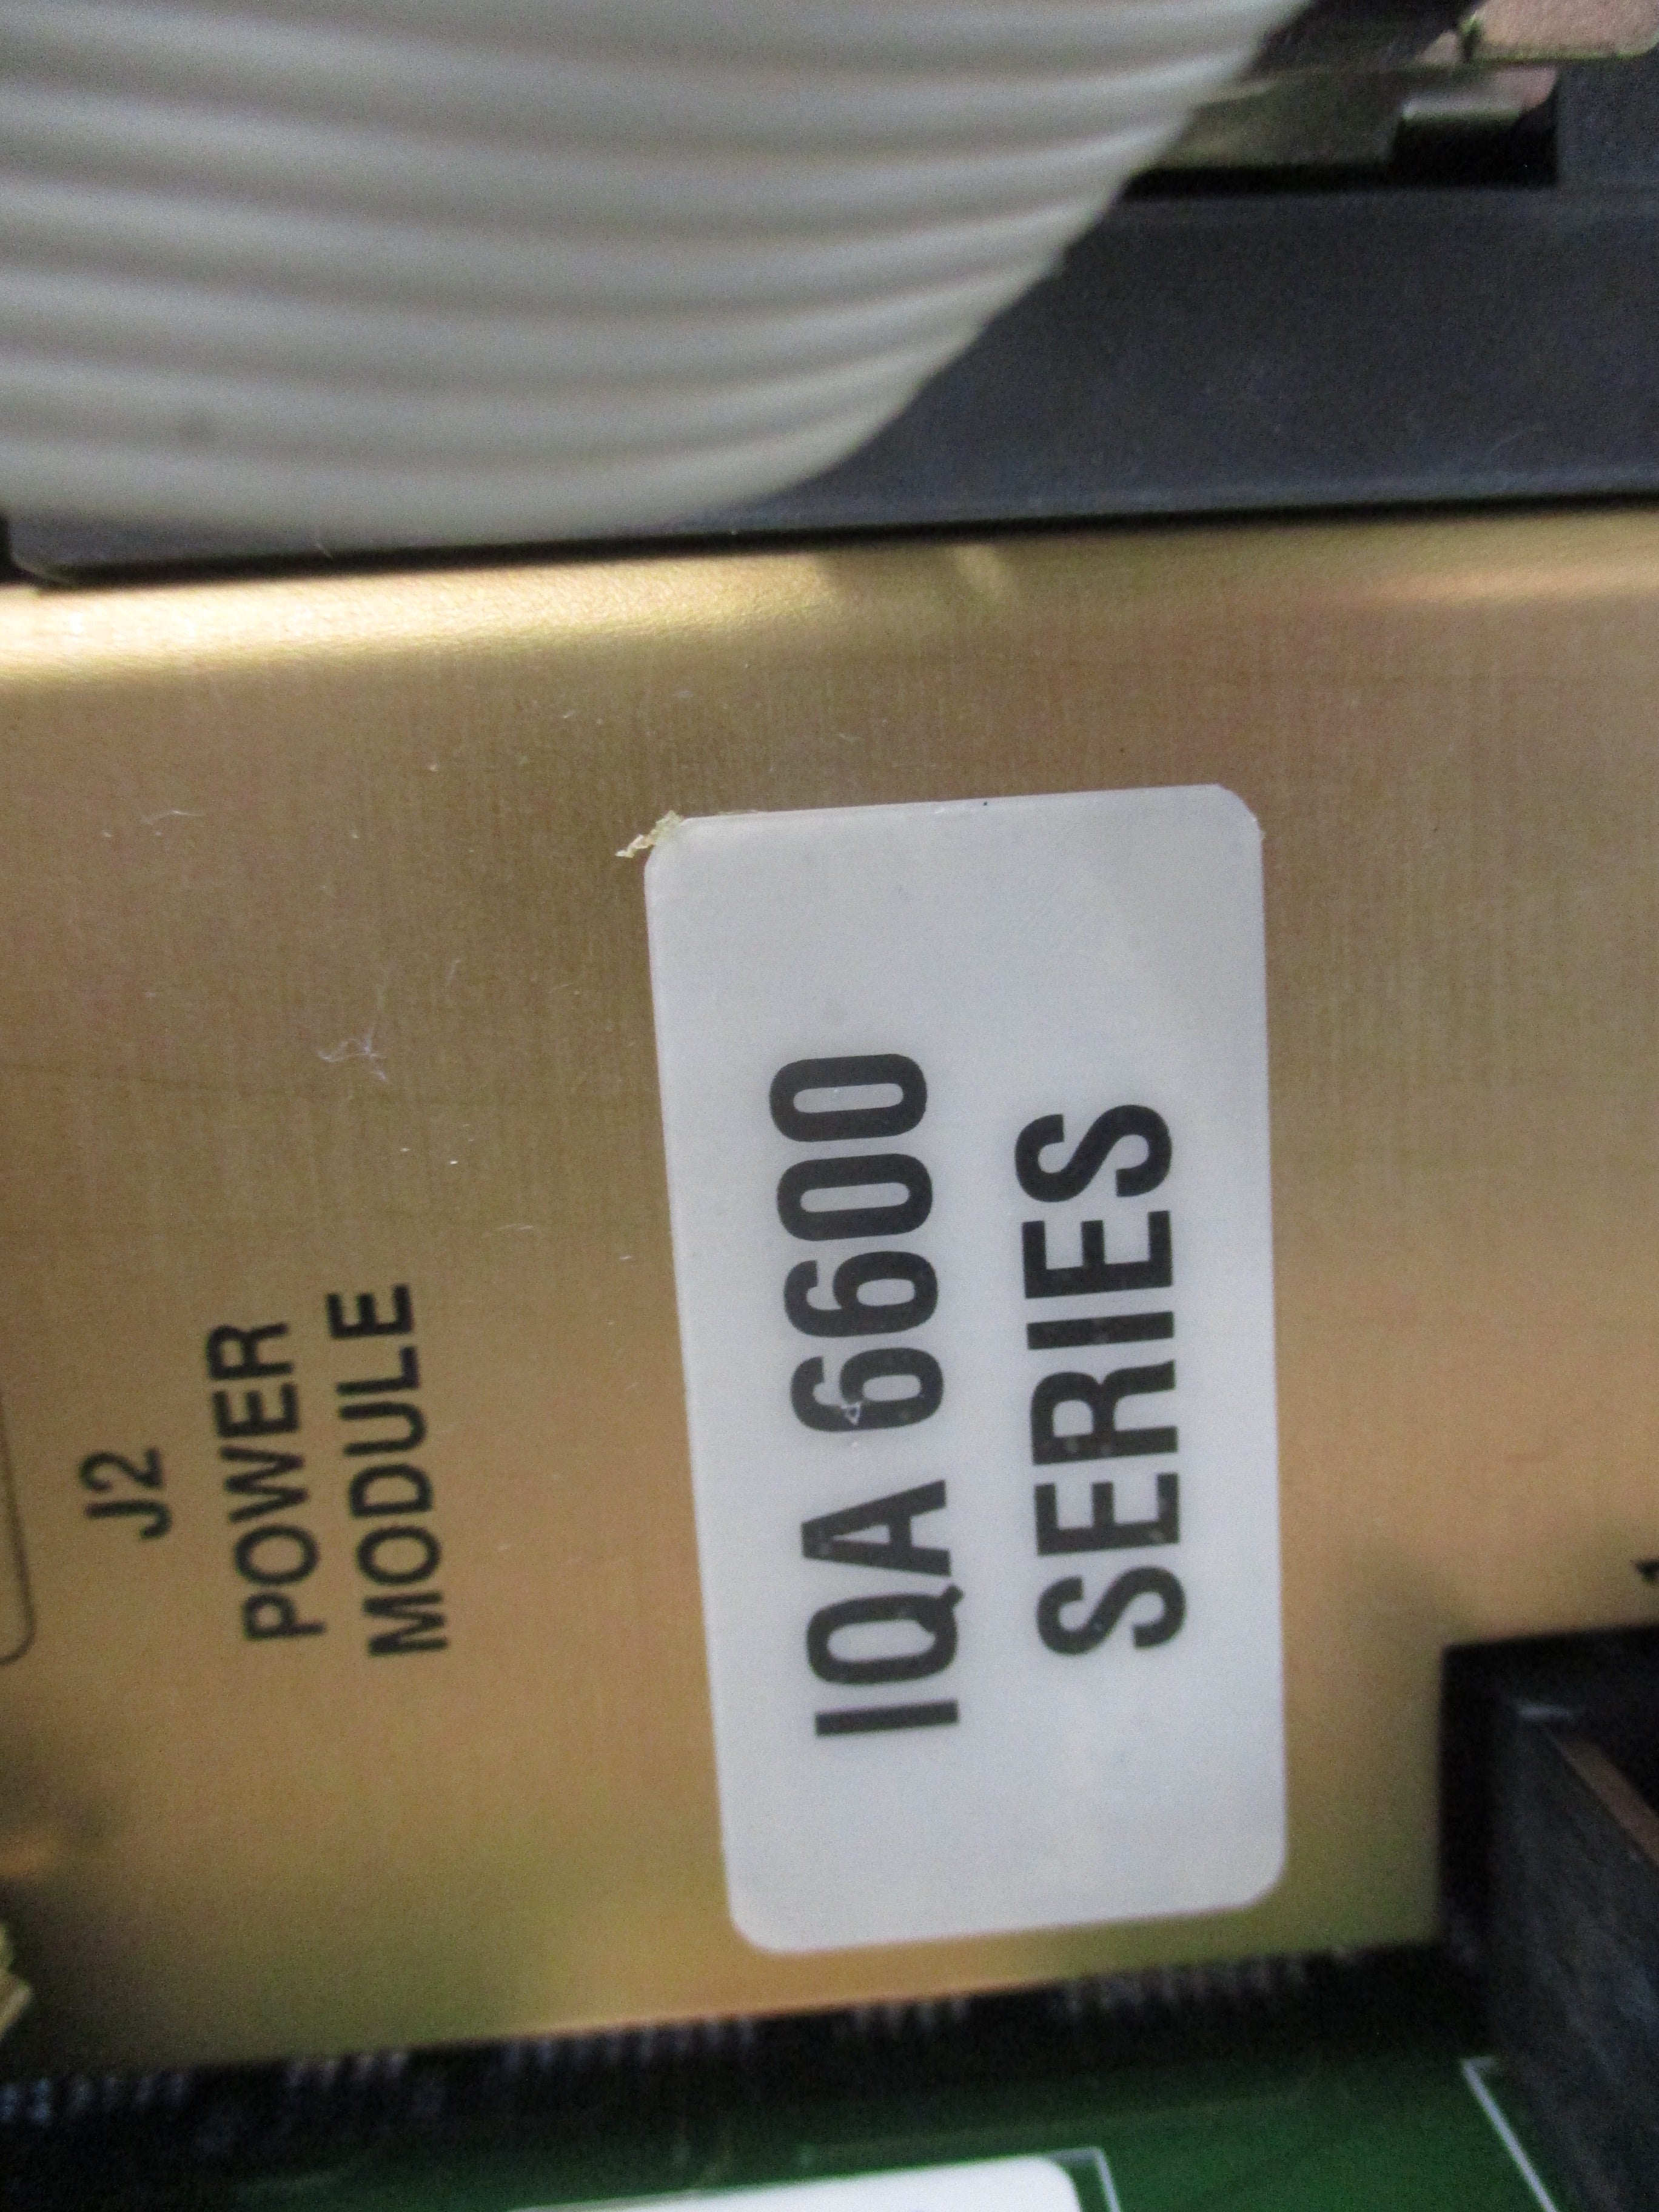 J2
POWER
MODULE
IQA 6600
SERIES